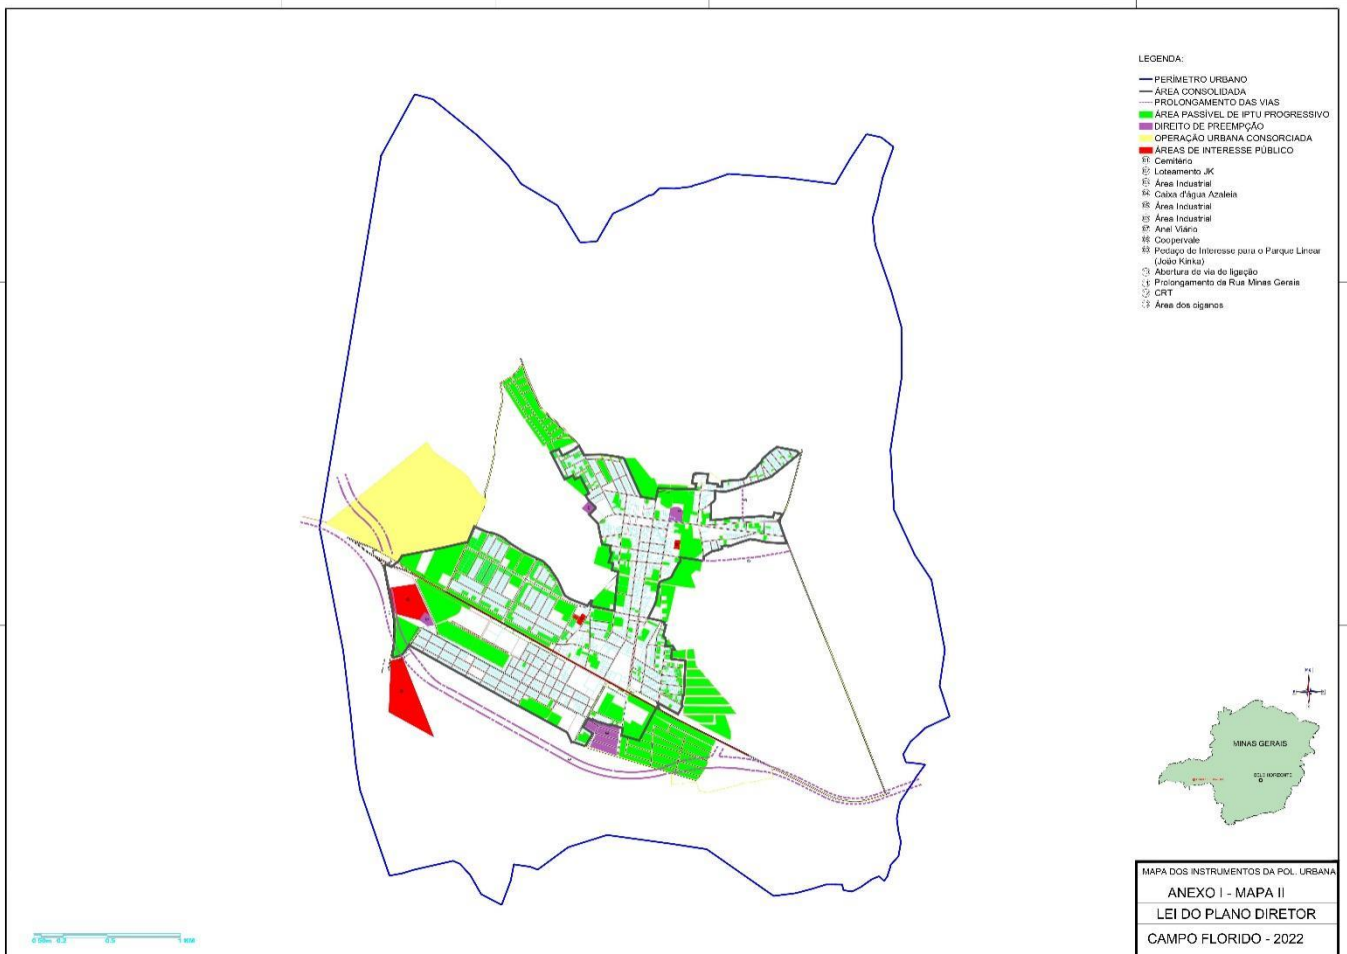 LEGENDA:
PERÍMETRO URBANO
ÁREA CONSOLIDADA
PROLONGAMENTO DAS VIAS
ÁREA PASSÍVEL DE IPTU PROGRESSIVO
DIREITO DE PREEMPÇÃO
OPERAÇÃO URBANA CONSORCIADA
ÁREAS DE INTERESSE PÚBLICO
Cemitério
Loteamento JK
Área Industrial
Caixa d'água Azaleia
Área Industrial
Área Industrial
Anel Viário
Coopervale
Pedaço de Interesse para o Parque Linear
(João Kinka)
Abertura de via de ligação
Prolongamento da Rua Minas Gerais
CRT
Área dos ciganos
MINAS GERAIS
BELO HORIZONTE
MAPA DOS INSTRUMENTOS DA POL. URBANA
ANEXO I - MAPA II
LEI DO PLANO DIRETOR
CAMPO FLORIDO - 2022